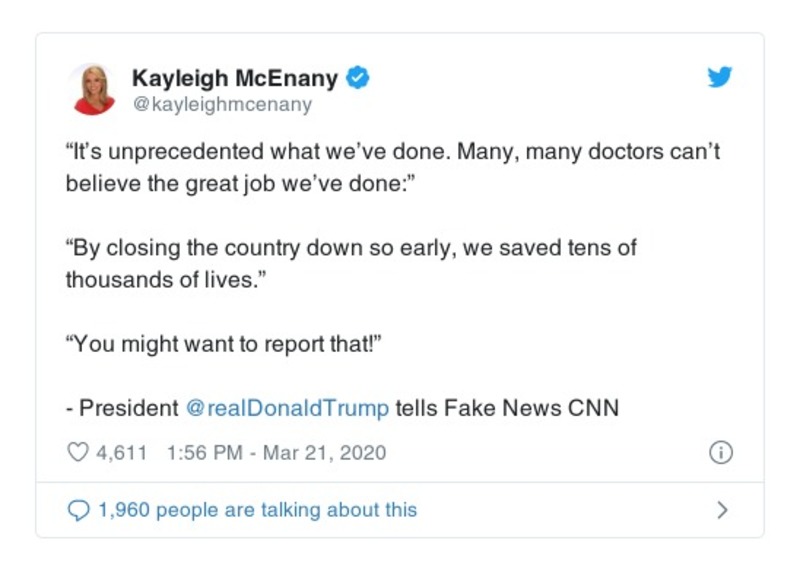 Kayleigh McEnany
@kayleighmcenany
“It’s unprecedented what we’ve done. Many, many doctors can’t
believe the great job we’ve done:”
“By closing the country down so early, we saved tens of
thousands of lives.”
“You might want to report that!”
- President @realDonaldTrump tells Fake News CNN
4,611 1:56 PM - Mar 21, 2020
1,960 people are talking about this